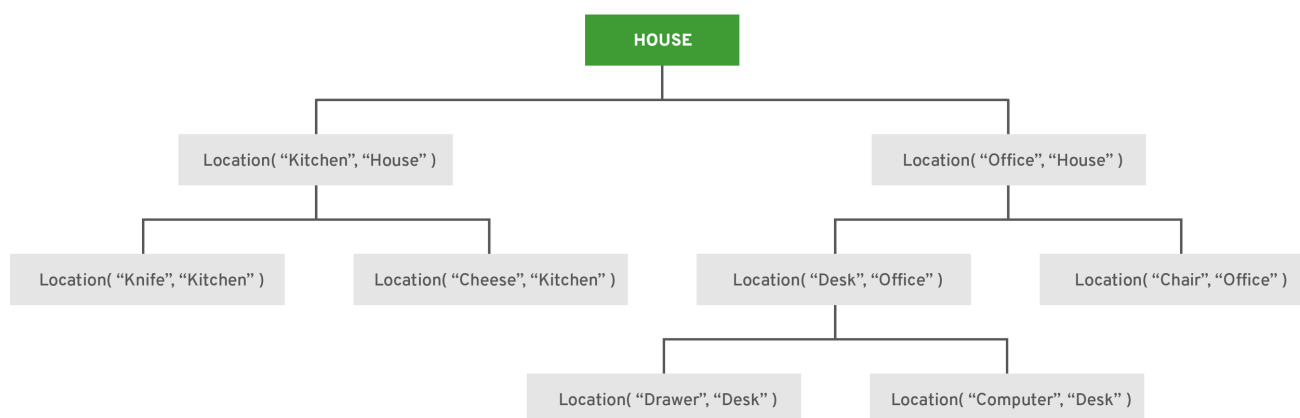 HOUSE
Location( “Kitchen”, “House” )
Location( “Office”, “House” )
Location( “Knife”, “Kitchen” )
Location( “Cheese”, “Kitchen” )
Location( “Desk”, “Office” )
Location( “Chair”, “Office” )
Location( “Drawer”, “Desk” )
Location( “Computer”, “Desk” )